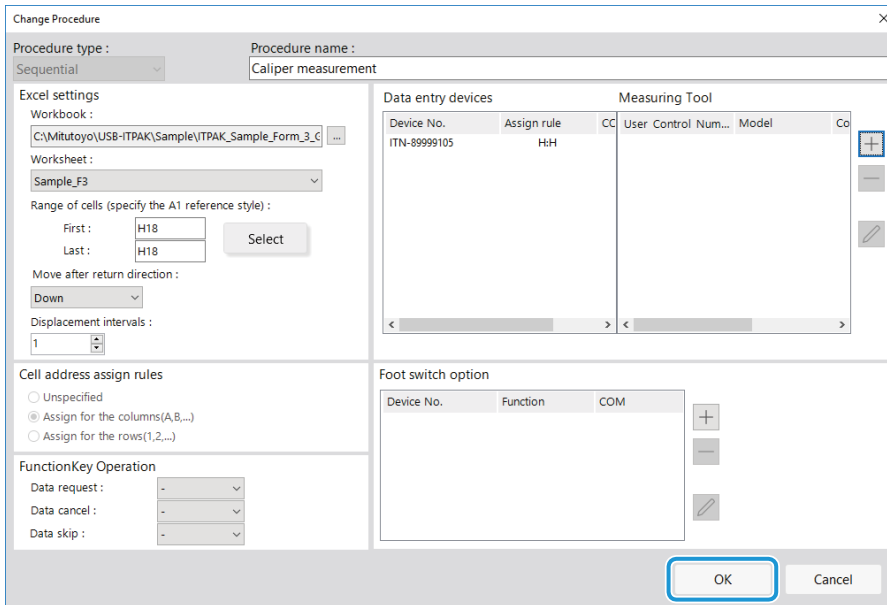 Change Procedure
Procedure type :
Sequential
Procedure name :
Caliper measurement
Excel settings
Workbook :
C:\Mitutoyo\USB-ITPAK\Sample\ITPAK_Sample_Form_3_G
...
Worksheet :
Sample_F3
Range of cells (specify the A1 reference style) :
First :
H18
Last :
H18
Select
Move after return direction :
Down
Displacement intervals :
1
Data entry devices
Device No. Assign rule CC
ITN-89999105 H:H
Measuring Tool
User Control Num... Model Co
Cell address assign rules
Unspecified
Assign for the columns(A,B,...)
Assign for the rows(1,2,...)
FunctionKey Operation
Data request : -
Data cancel : -
Data skip : -
Foot switch option
Device No. Function COM
OK Cancel